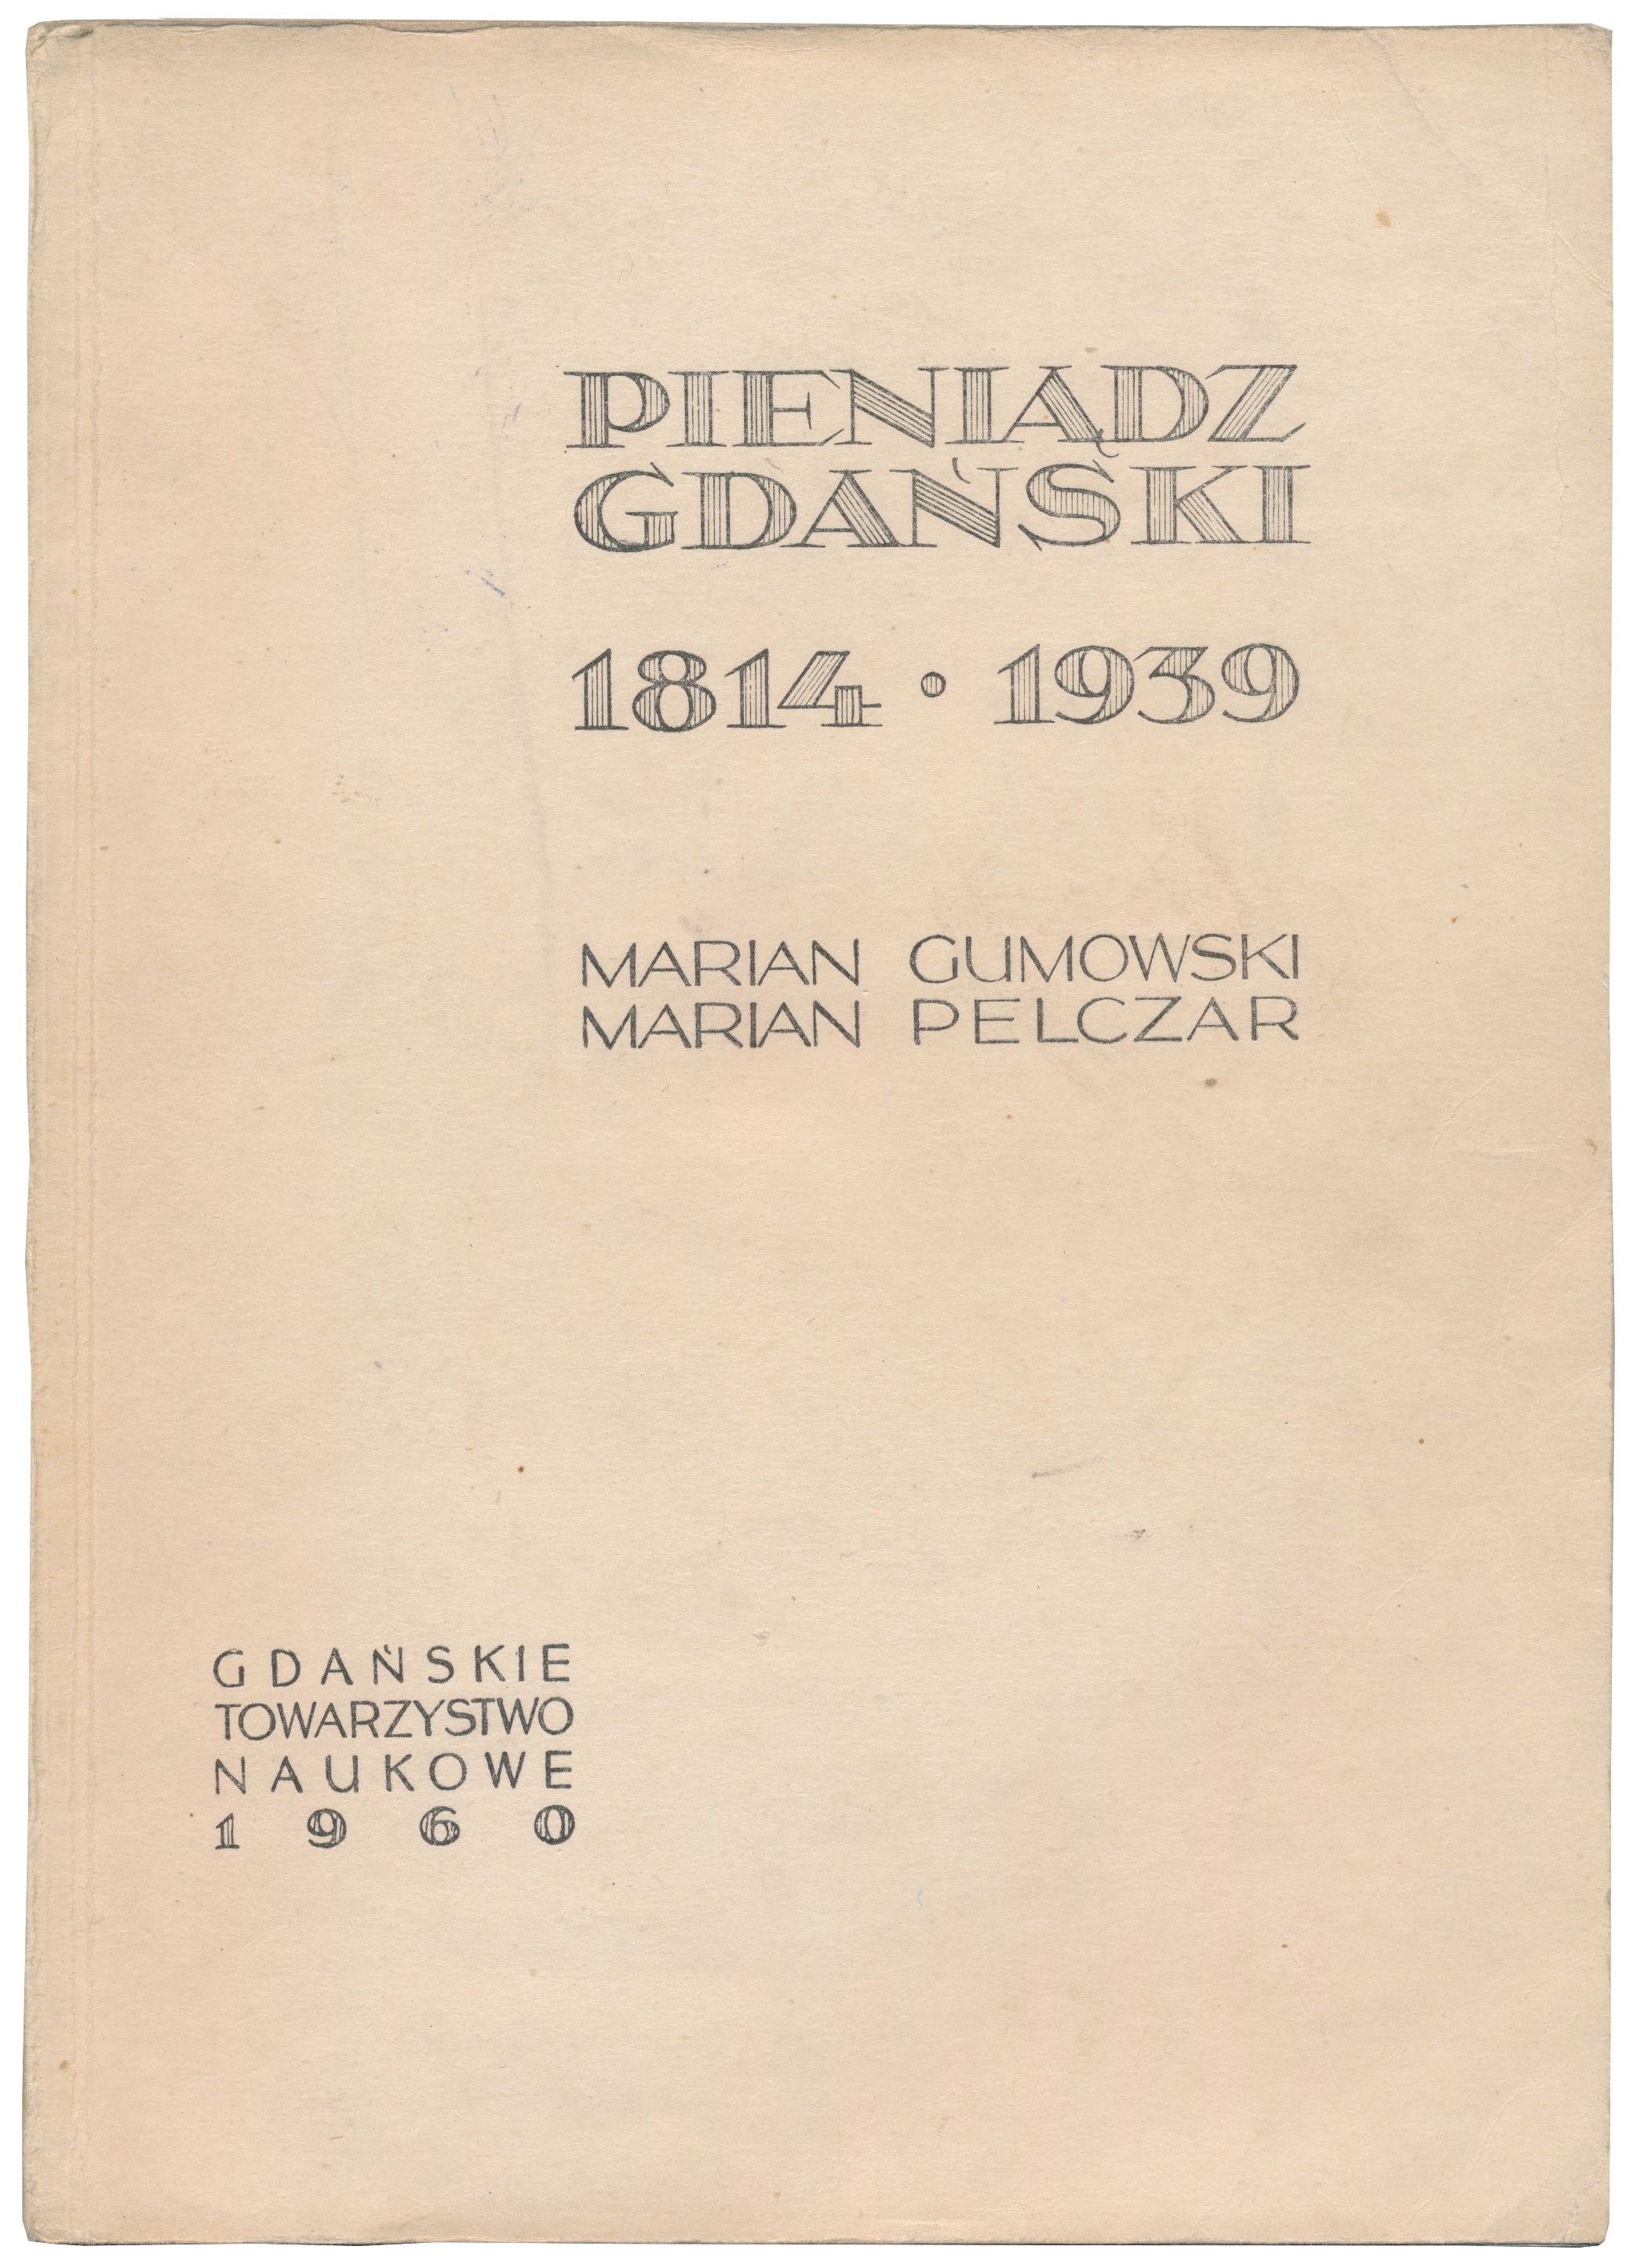 PIENIĄDZ
GDAŃSKI
1814 • 1939
MARIAN GUMOWSKI
MARIAN PELCZAR
GDAŃSKIE
TOWARZYSTWO
NAUKOWE
1960